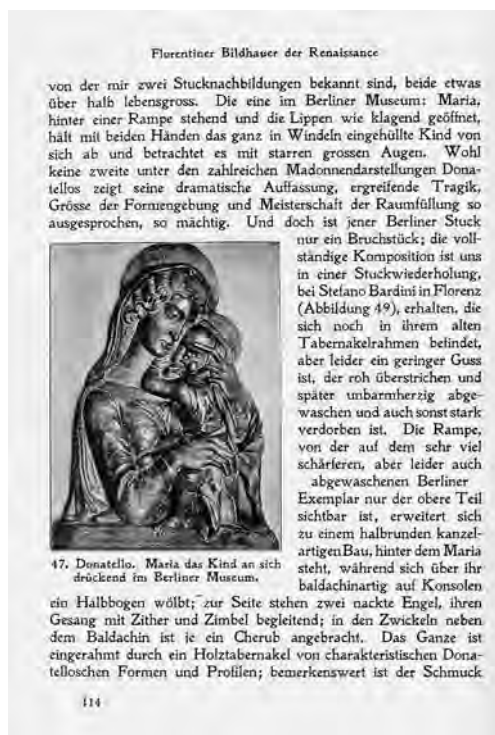 Florentiner Bildhauer der Renaissance
von der mir zwei Stucknachbildungen bekannt sind, beide etwas
über halb lebensgross. Die eine im Berliner Museum: Maria,
hinter einer Rampe stehend und die Lippen wie klagend geöffnet,
hält mit beiden Händen das ganz in Windeln eingehüllte Kind von
sich ab und betrachtet es mit starren grossen Augen. Wohl
keine zweite unter den zahlreichen Madonnendarstellungen Dona-
tellos zeigt seine dramatische Auffassung, ergreifende Tragik,
Grösse der Formengebung und Meisterschaft der Raumfüllung so
ausgesprochen, so mächtig. Und doch ist jener Berliner Stuck
nur ein Bruchstück; die voll-
ständige Komposition ist uns
in einer Stuckwiederholung,
bei Stefano Bardini in Florenz
(Abbildung 49), erhalten, die
sich noch in ihrem alten
Tabernakelrahmen befindet,
aber leider ein geringer Guss
ist, der roh überstrichen und
später unbarmherzig abge-
waschen und auch sonst stark
verdorben ist. Die Rampe,
von der auf dem sehr viel
schärferen, aber leider auch
abgewaschenen Berliner
Exemplar nur der obere Teil
sichtbar ist, erweitert sich
zu einem halbrunden kanzel-
artigen Bau, hinter dem Maria
steht, während sich über ihr
baldachinartig auf Konsolen
47. Donatello. Maria das Kind an sich
drückend im Berliner Museum.
ein Halbbogen wölbt; zur Seite stehen zwei nackte Engel, ihren
Gesang mit Zither und Zimbel begleitend; in den Zwickeln neben
dem Baldachin ist je ein Cherub angebracht. Das Ganze ist
eingerahmt durch ein Holztabernakel von charakteristischen Dona-
telloschen Formen und Profilen; bemerkenswert ist der Schmuck
114